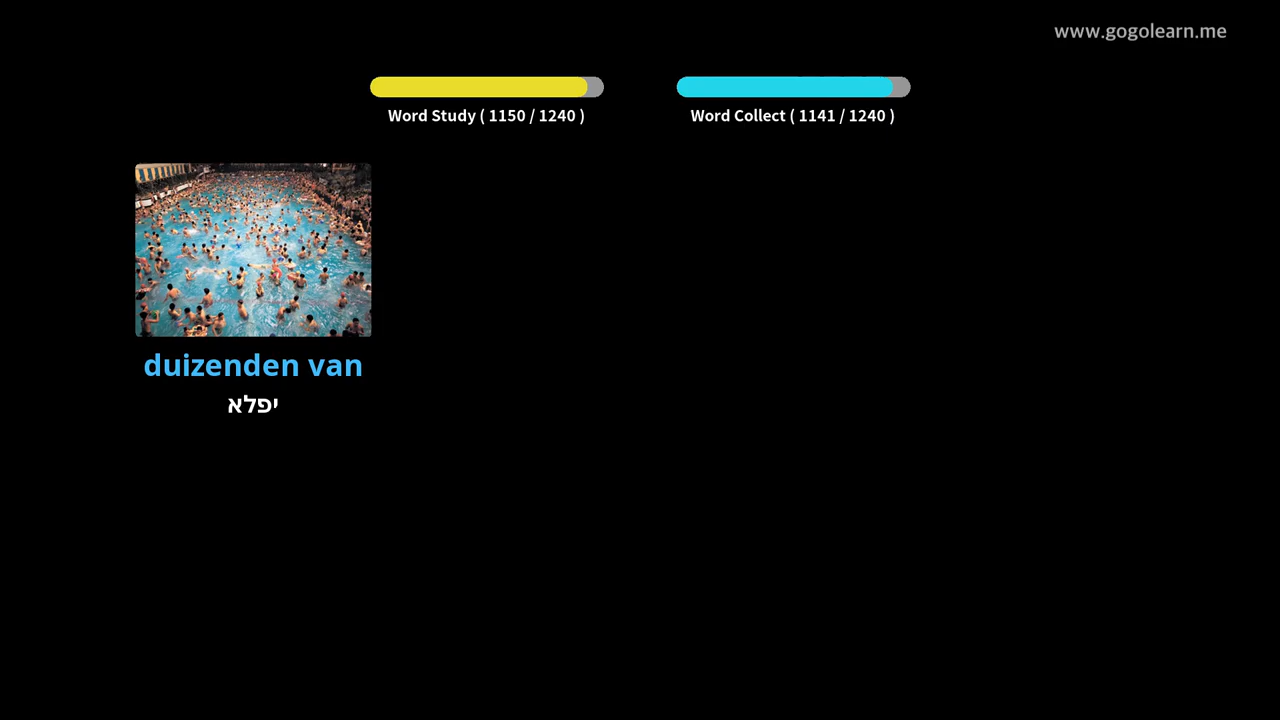 www.gogolearn.me
Word Study ( 1150 / 1240 )
Word Collect ( 1141 / 1240 )
duizenden van
יפלא